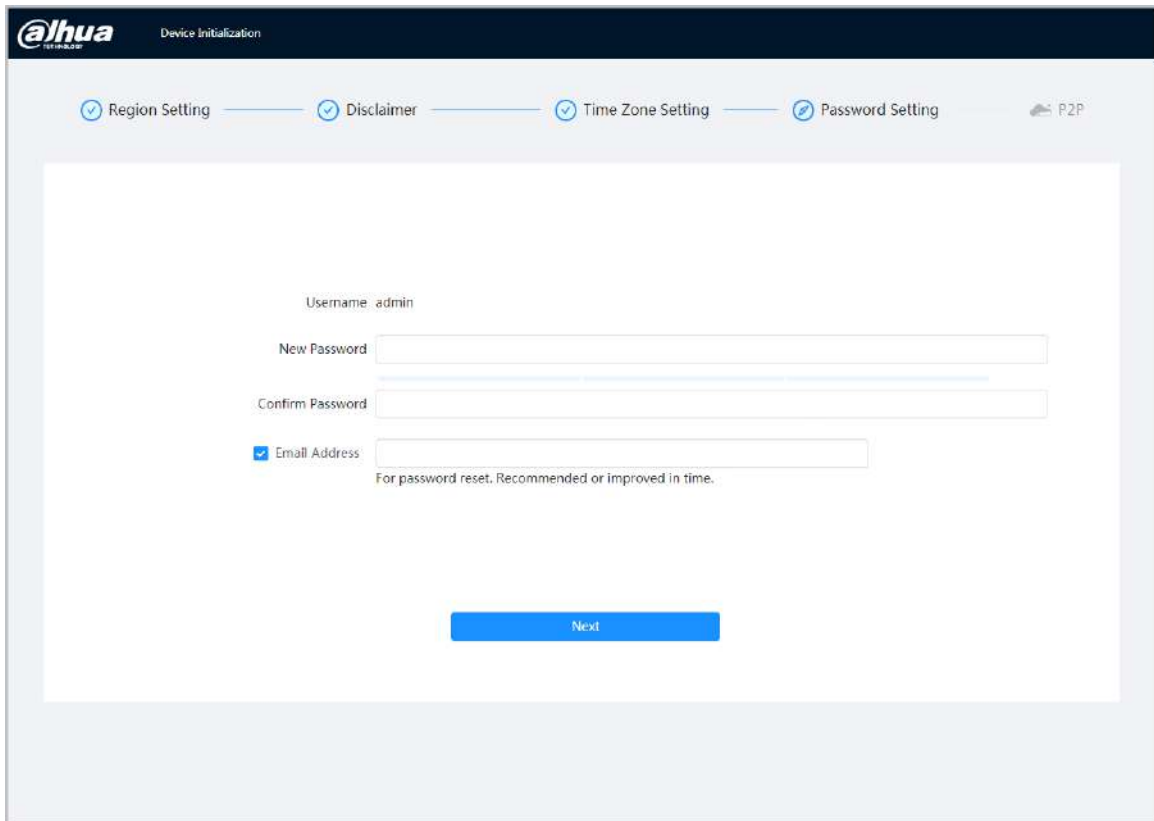 alhua
TECHNOLOGY
Device Initialization
Region Setting Disclaimer Time Zone Setting Password Setting P2P
Username admin
New Password
Confirm Password
Email Address
For password reset. Recommended or improved in time.
Next